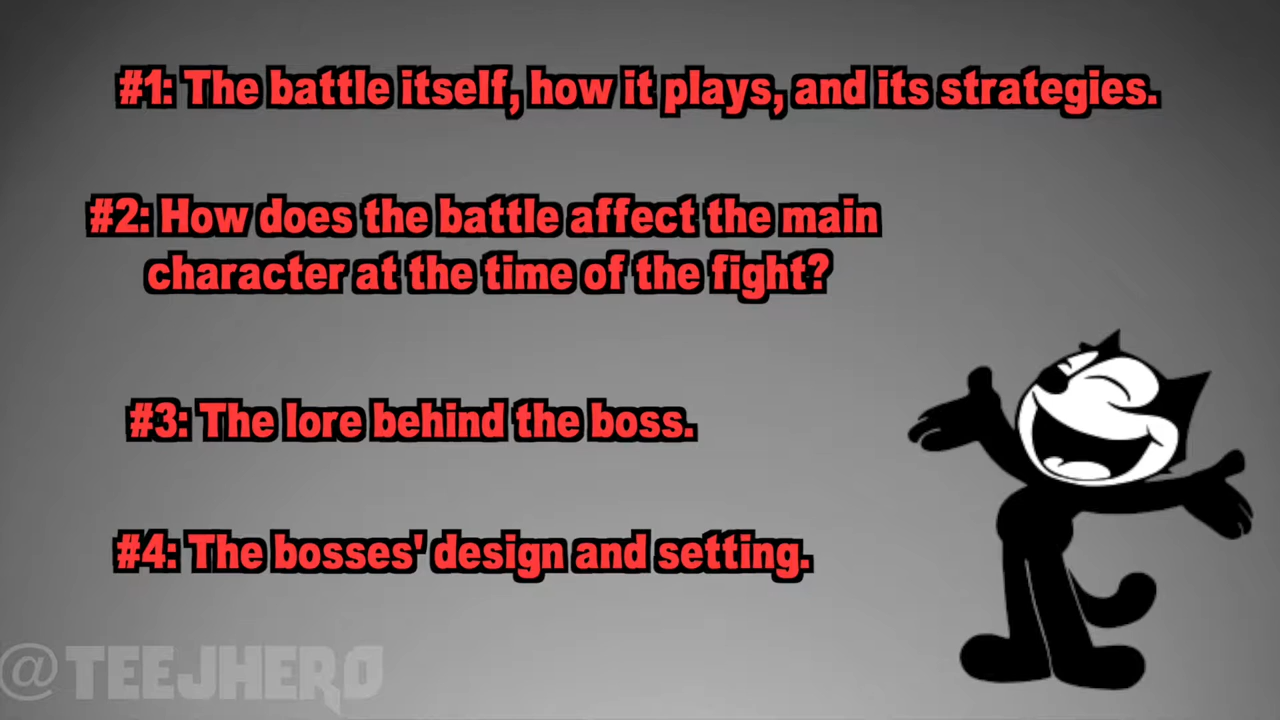 #1: The battle itself, how it plays, and its strategies.
#2: How does the battle affect the main
character at the time of the fight?
#3: The lore behind the boss.
#4: The bosses' design and setting.
@TEEJHERO